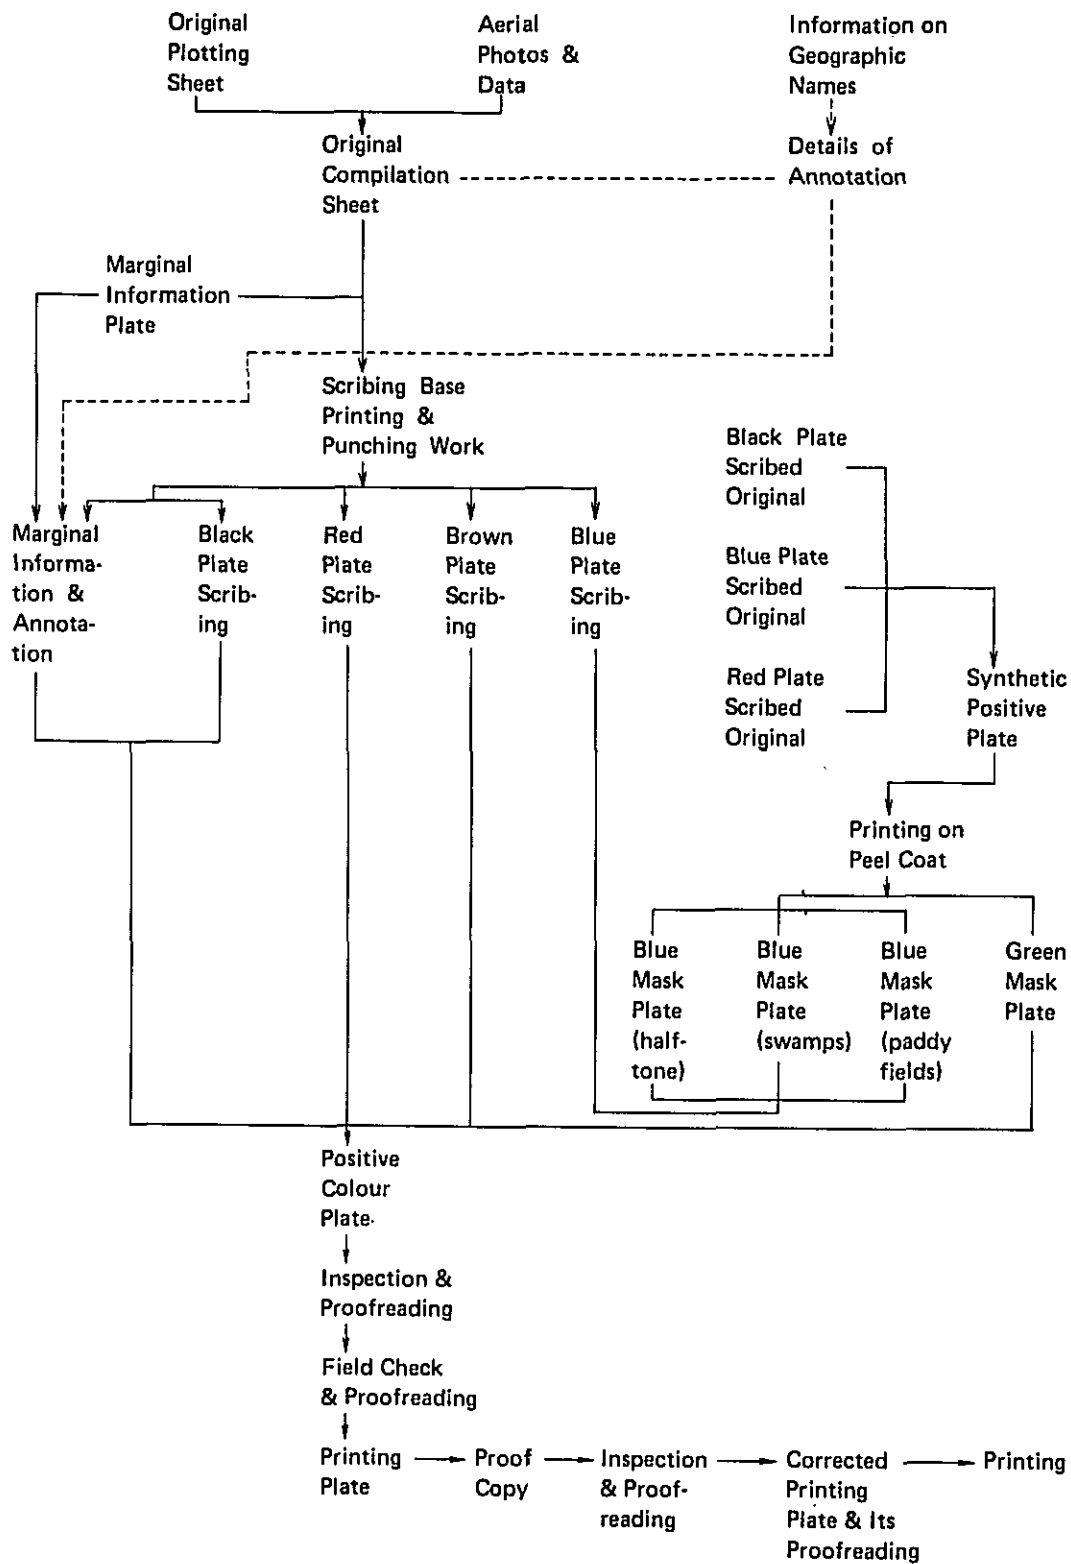 Original
Plotting
Sheet
Aerial
Photos &
Data
Information on
Geographic
Names
Original
Compilation
Sheet
Details of
Annotation
Marginal
Information
Plate
Scribing Base
Printing &
Punching Work
Black Plate
Scribed
Original
Blue Plate
Scribed
Original
Red Plate
Scribed
Original
Synthetic
Positive
Plate
Marginal
Informa-
tion &
Annota-
tion
Black
Plate
Scrib-
ing
Red
Plate
Scrib-
ing
Brown
Plate
Scrib-
ing
Blue
Plate
Scrib-
ing
Printing on
Peel Coat
Blue
Mask
Plate
(half-
tone)
Blue
Mask
Plate
(swamps)
Blue
Mask
Plate
(paddy
fields)
Green
Mask
Plate
Positive
Colour
Plate
Inspection &
Proofreading
Field Check
& Proofreading
Printing
Plate
Proof
Copy
Inspection
& Proof-
reading
Corrected
Printing
Plate & Its
Proofreading
Printing